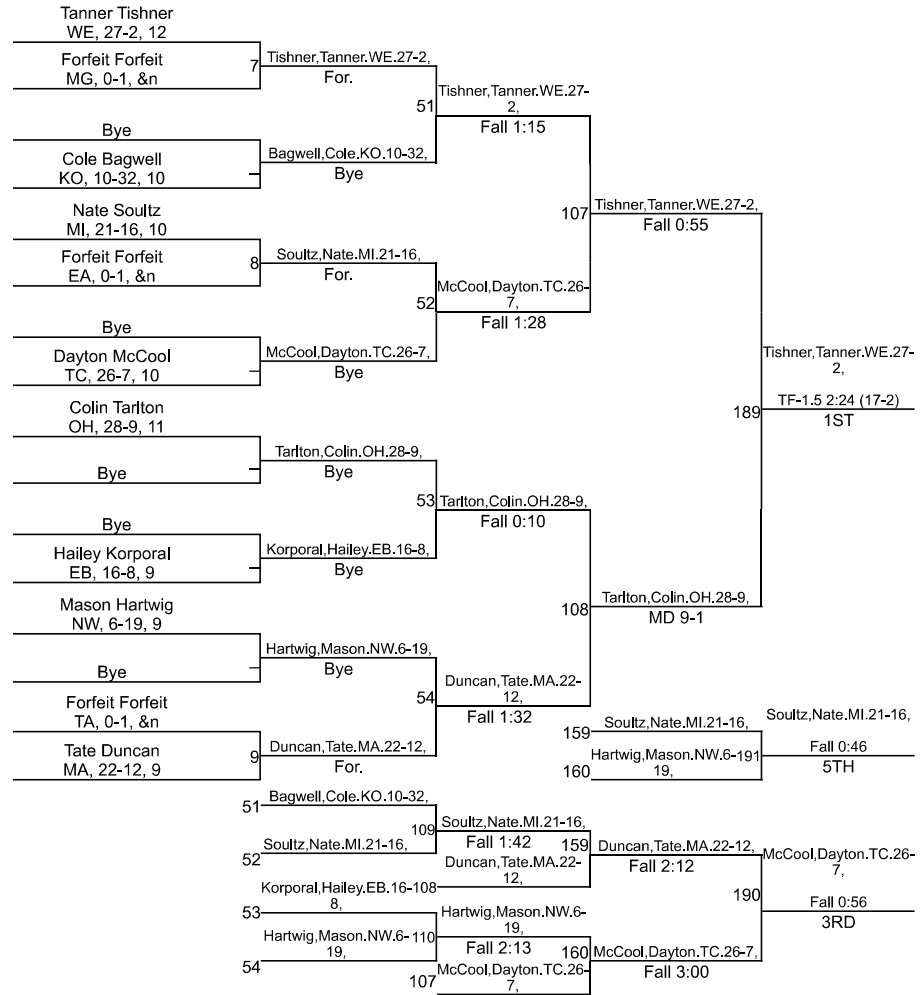 Tanner Tishner
WE, 27-2, 12
Forfeit Forfeit
MG, 0-1, &n
7
Tishner,Tanner.WE.27-2,
For.
51
Tishner,Tanner.WE.27-
2,
Fall 1:15
Bye
Cole Bagwell
KO, 10-32, 10
Bagwell,Cole.KO.10-32,
Bye
107
Tishner,Tanner.WE.27-2,
Fall 0:55
Nate Soultz
MI, 21-16, 10
Forfeit Forfeit
EA, 0-1, &n
8
Soultz,Nate.MI.21-16,
For.
52
McCool,Dayton.TC.26-
7,
Fall 1:28
Bye
Dayton McCool
TC, 26-7, 10
McCool,Dayton.TC.26-7,
Bye
Tishner,Tanner.WE.27-
2,
189
TF-1.5 2:24 (17-2)
1ST
Colin Tarlton
OH, 28-9, 11
Bye
Tarlton,Colin.OH.28-9,
Bye
53
Tarlton,Colin.OH.28-9,
Fall 0:10
Bye
Hailey Korporal
EB, 16-8, 9
Korporal,Hailey.EB.16-8,
Bye
108
Tarlton,Colin.OH.28-9,
MD 9-1
Mason Hartwig
NW, 6-19, 9
Bye
Hartwig,Mason.NW.6-19,
Bye
54
Duncan,Tate.MA.22-
12,
Fall 1:32
Forfeit Forfeit
TA, 0-1, &n
Tate Duncan
MA, 22-12, 9
9
Duncan,Tate.MA.22-12,
For.
159
Soultz,Nate.MI.21-16,
Hartwig,Mason.NW.6-191
160
19,
Soultz,Nate.MI.21-16,
Fall 0:46
5TH
51
Bagwell,Cole.KO.10-32,
109
Soultz,Nate.MI.21-16,
Fall 1:42
52
Soultz,Nate.MI.21-16,
159
Duncan,Tate.MA.22-12,
Fall 2:12
Duncan,Tate.MA.22-
12,
Korporal,Hailey.EB.16-108
8,
53
Hartwig,Mason.NW.6-
19,
Fall 2:13
Hartwig,Mason.NW.6-110
19,
54
160
McCool,Dayton.TC.26-7,
Fall 3:00
107
McCool,Dayton.TC.26-
7,
190
McCool,Dayton.TC.26-
7,
Fall 0:56
3RD